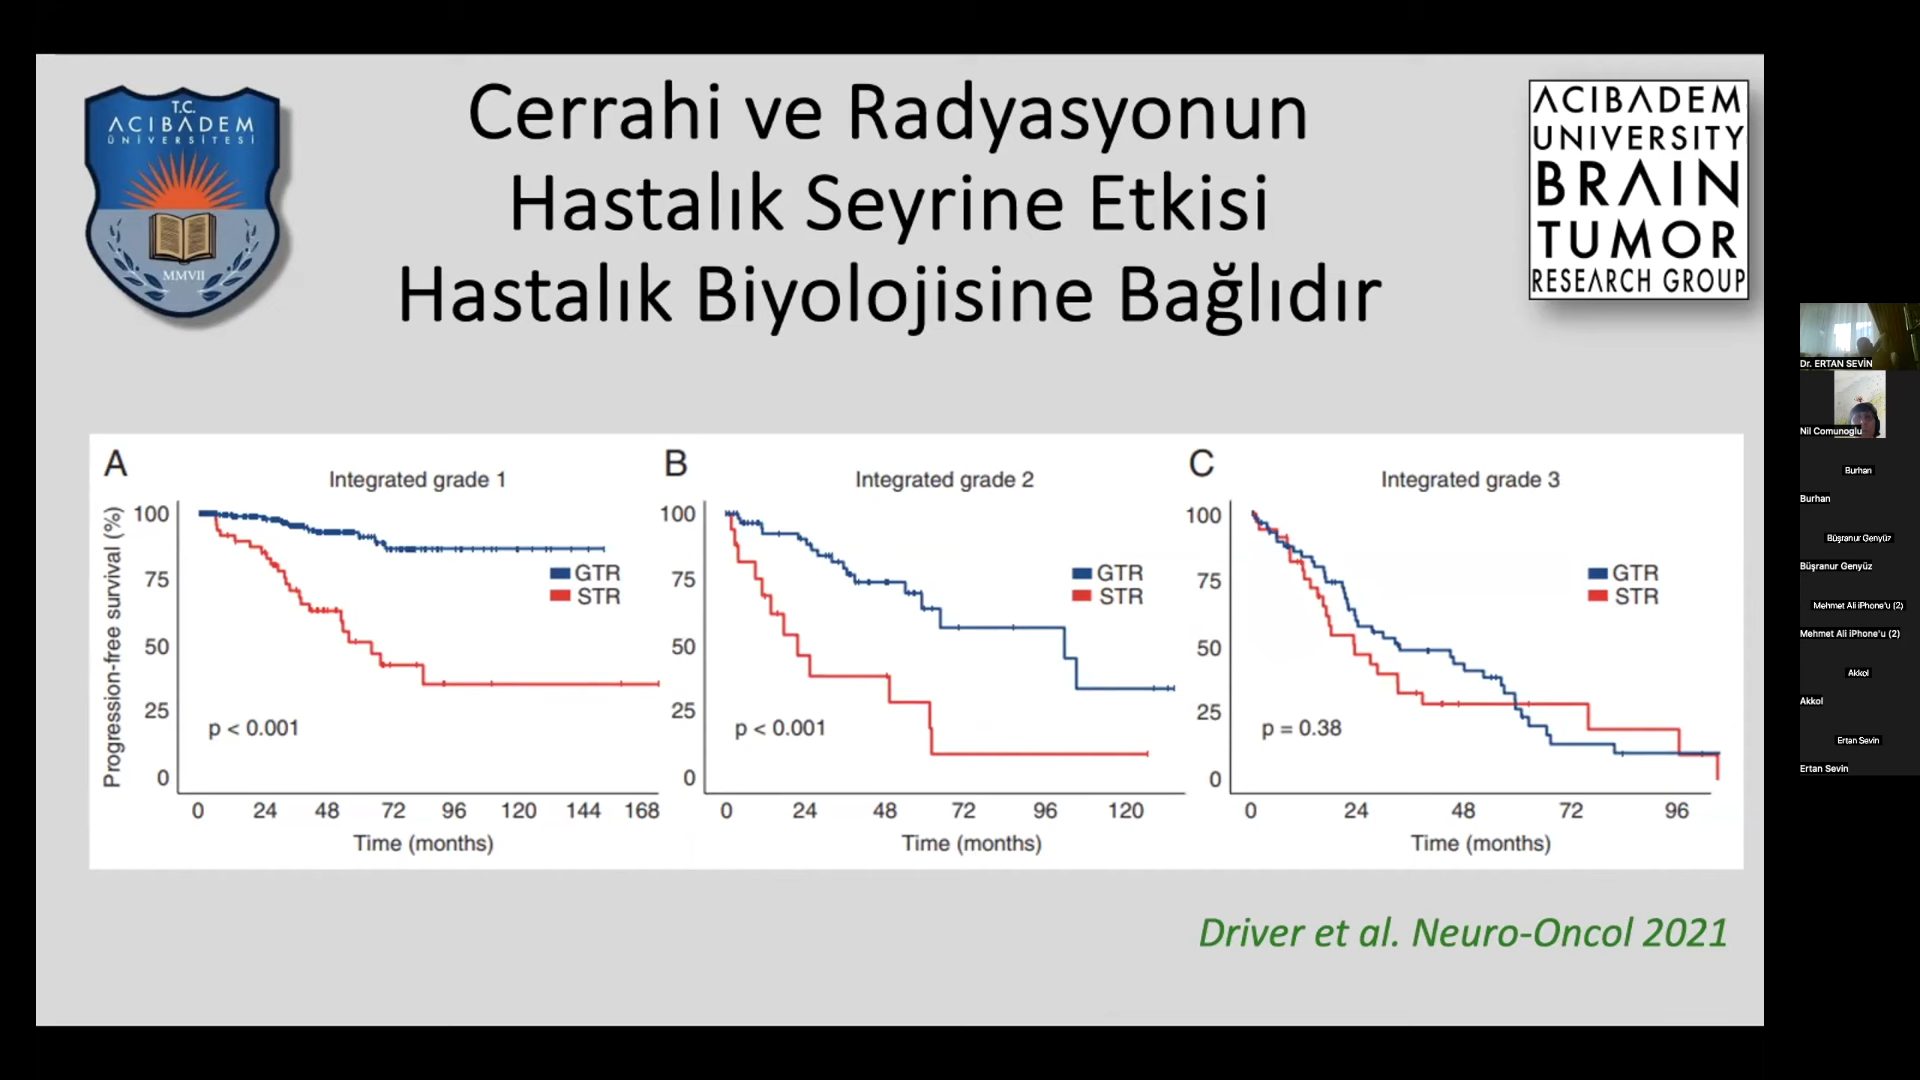 T.C.
ACIBADEM
ÜNİVERSİTESİ
MMVII
Cerrahi ve Radyasyonun
Hastalık Seyrine Etkisi
Hastalık Biyolojisine Bağlıdır
ACIBADEM
UNIVERSITY
BRAIN
TUMOR
RESEARCH GROUP
A
Integrated grade 1
Progression-free survival (%)
100
75
50
25
0
GTR
STR
p < 0.001
0 24 48 72 96 120 144 168
Time (months)
B
Integrated grade 2
100
75
50
25
0
GTR
STR
p < 0.001
0 24 48 72 96 120
Time (months)
C
Integrated grade 3
100
75
50
25
0
GTR
STR
p = 0.38
0 24 48 72 96
Time (months)
Driver et al. Neuro-Oncol 2021
Dr. ERTAN SEVİN
Nil Comunoglu
Burhan
Burhan
Büşranur Genyüz
Büşranur Genyüz
Mehmet Ali iPhone'u (2)
Mehmet Ali iPhone'u (2)
Akkol
Akkol
Ertan Sevin
Ertan Sevin